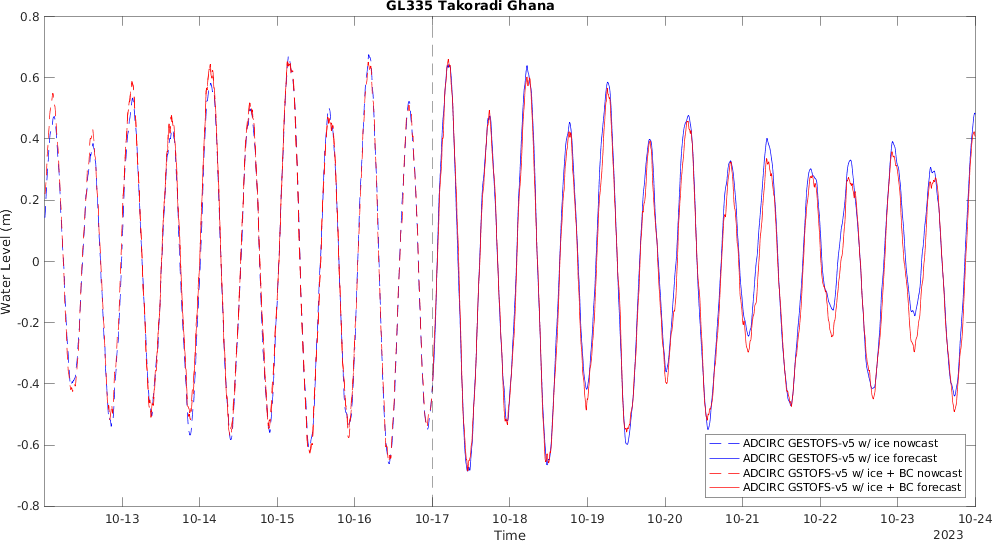 GL335 Takoradi Ghana
0.8
0.6
0.4
0.2
0
-0.2
-0.4
-0.6
-0.8
Water Level (m)
ADCIRC GESTOFS-v5 w/ ice nowcast
ADCIRC GESTOFS-v5 w/ ice forecast
ADCIRC GSTOFS-v5 w/ ice + BC nowcast
ADCIRC GSTOFS-v5 w/ ice + BC forecast
10-13 10-14 10-15 10-16 10-17 10-18 10-19 10-20 10-21 10-22 10-23 10-24
Time
2023